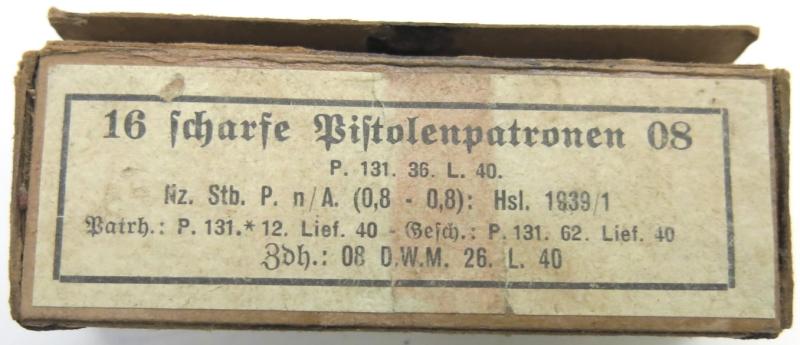 16 scharfe Pistolenpatronen 08
P. 131. 36. L. 40.
Nz. Stb. P. n/A. (0,8 - 0,8): Hsl. 1939/1
Patrh.: P. 131.* 12. Lief. 40 - Gesch.: P. 131. 62. Lief. 40
Zdh.: 08 D.W.M. 26. L. 40